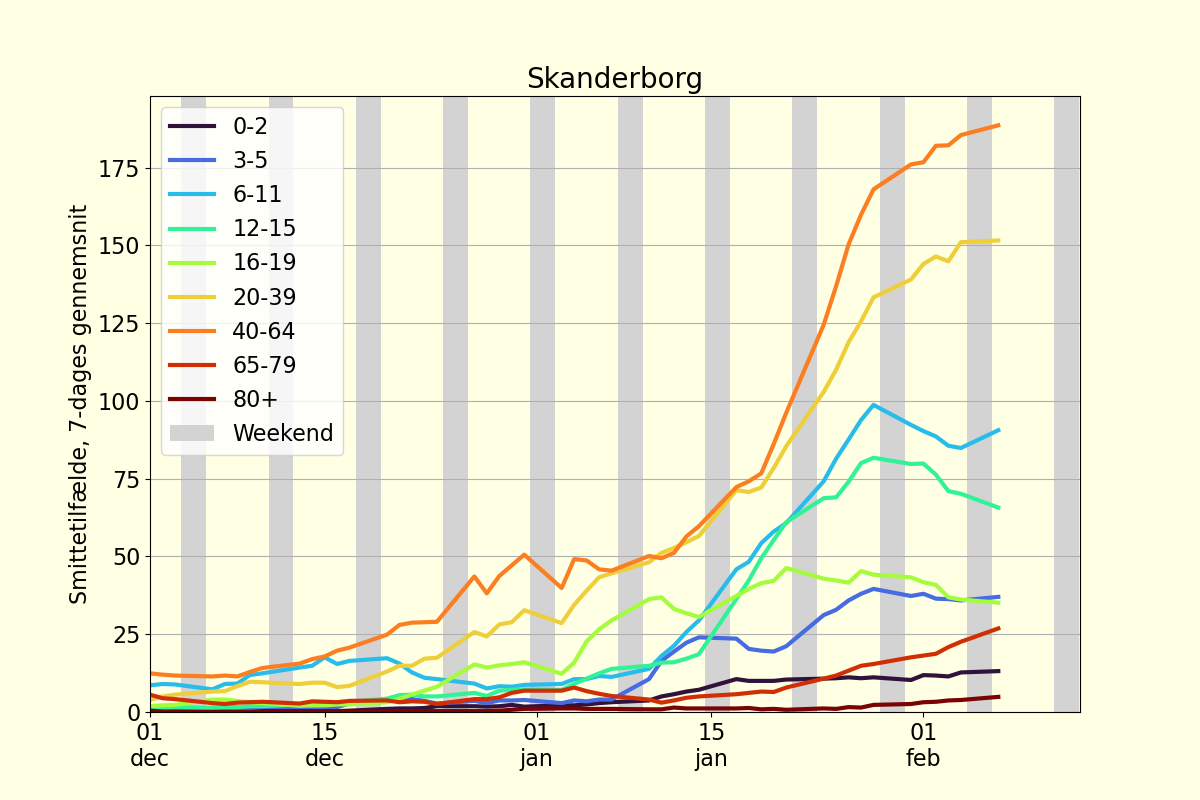 Skanderborg
Smittetilfælde, 7-dages gennemsnit
175
150
125
100
75
50
25
0
0-2
3-5
6-11
12-15
16-19
20-39
40-64
65-79
80+
Weekend
01
dec
15
dec
01
jan
15
jan
01
feb